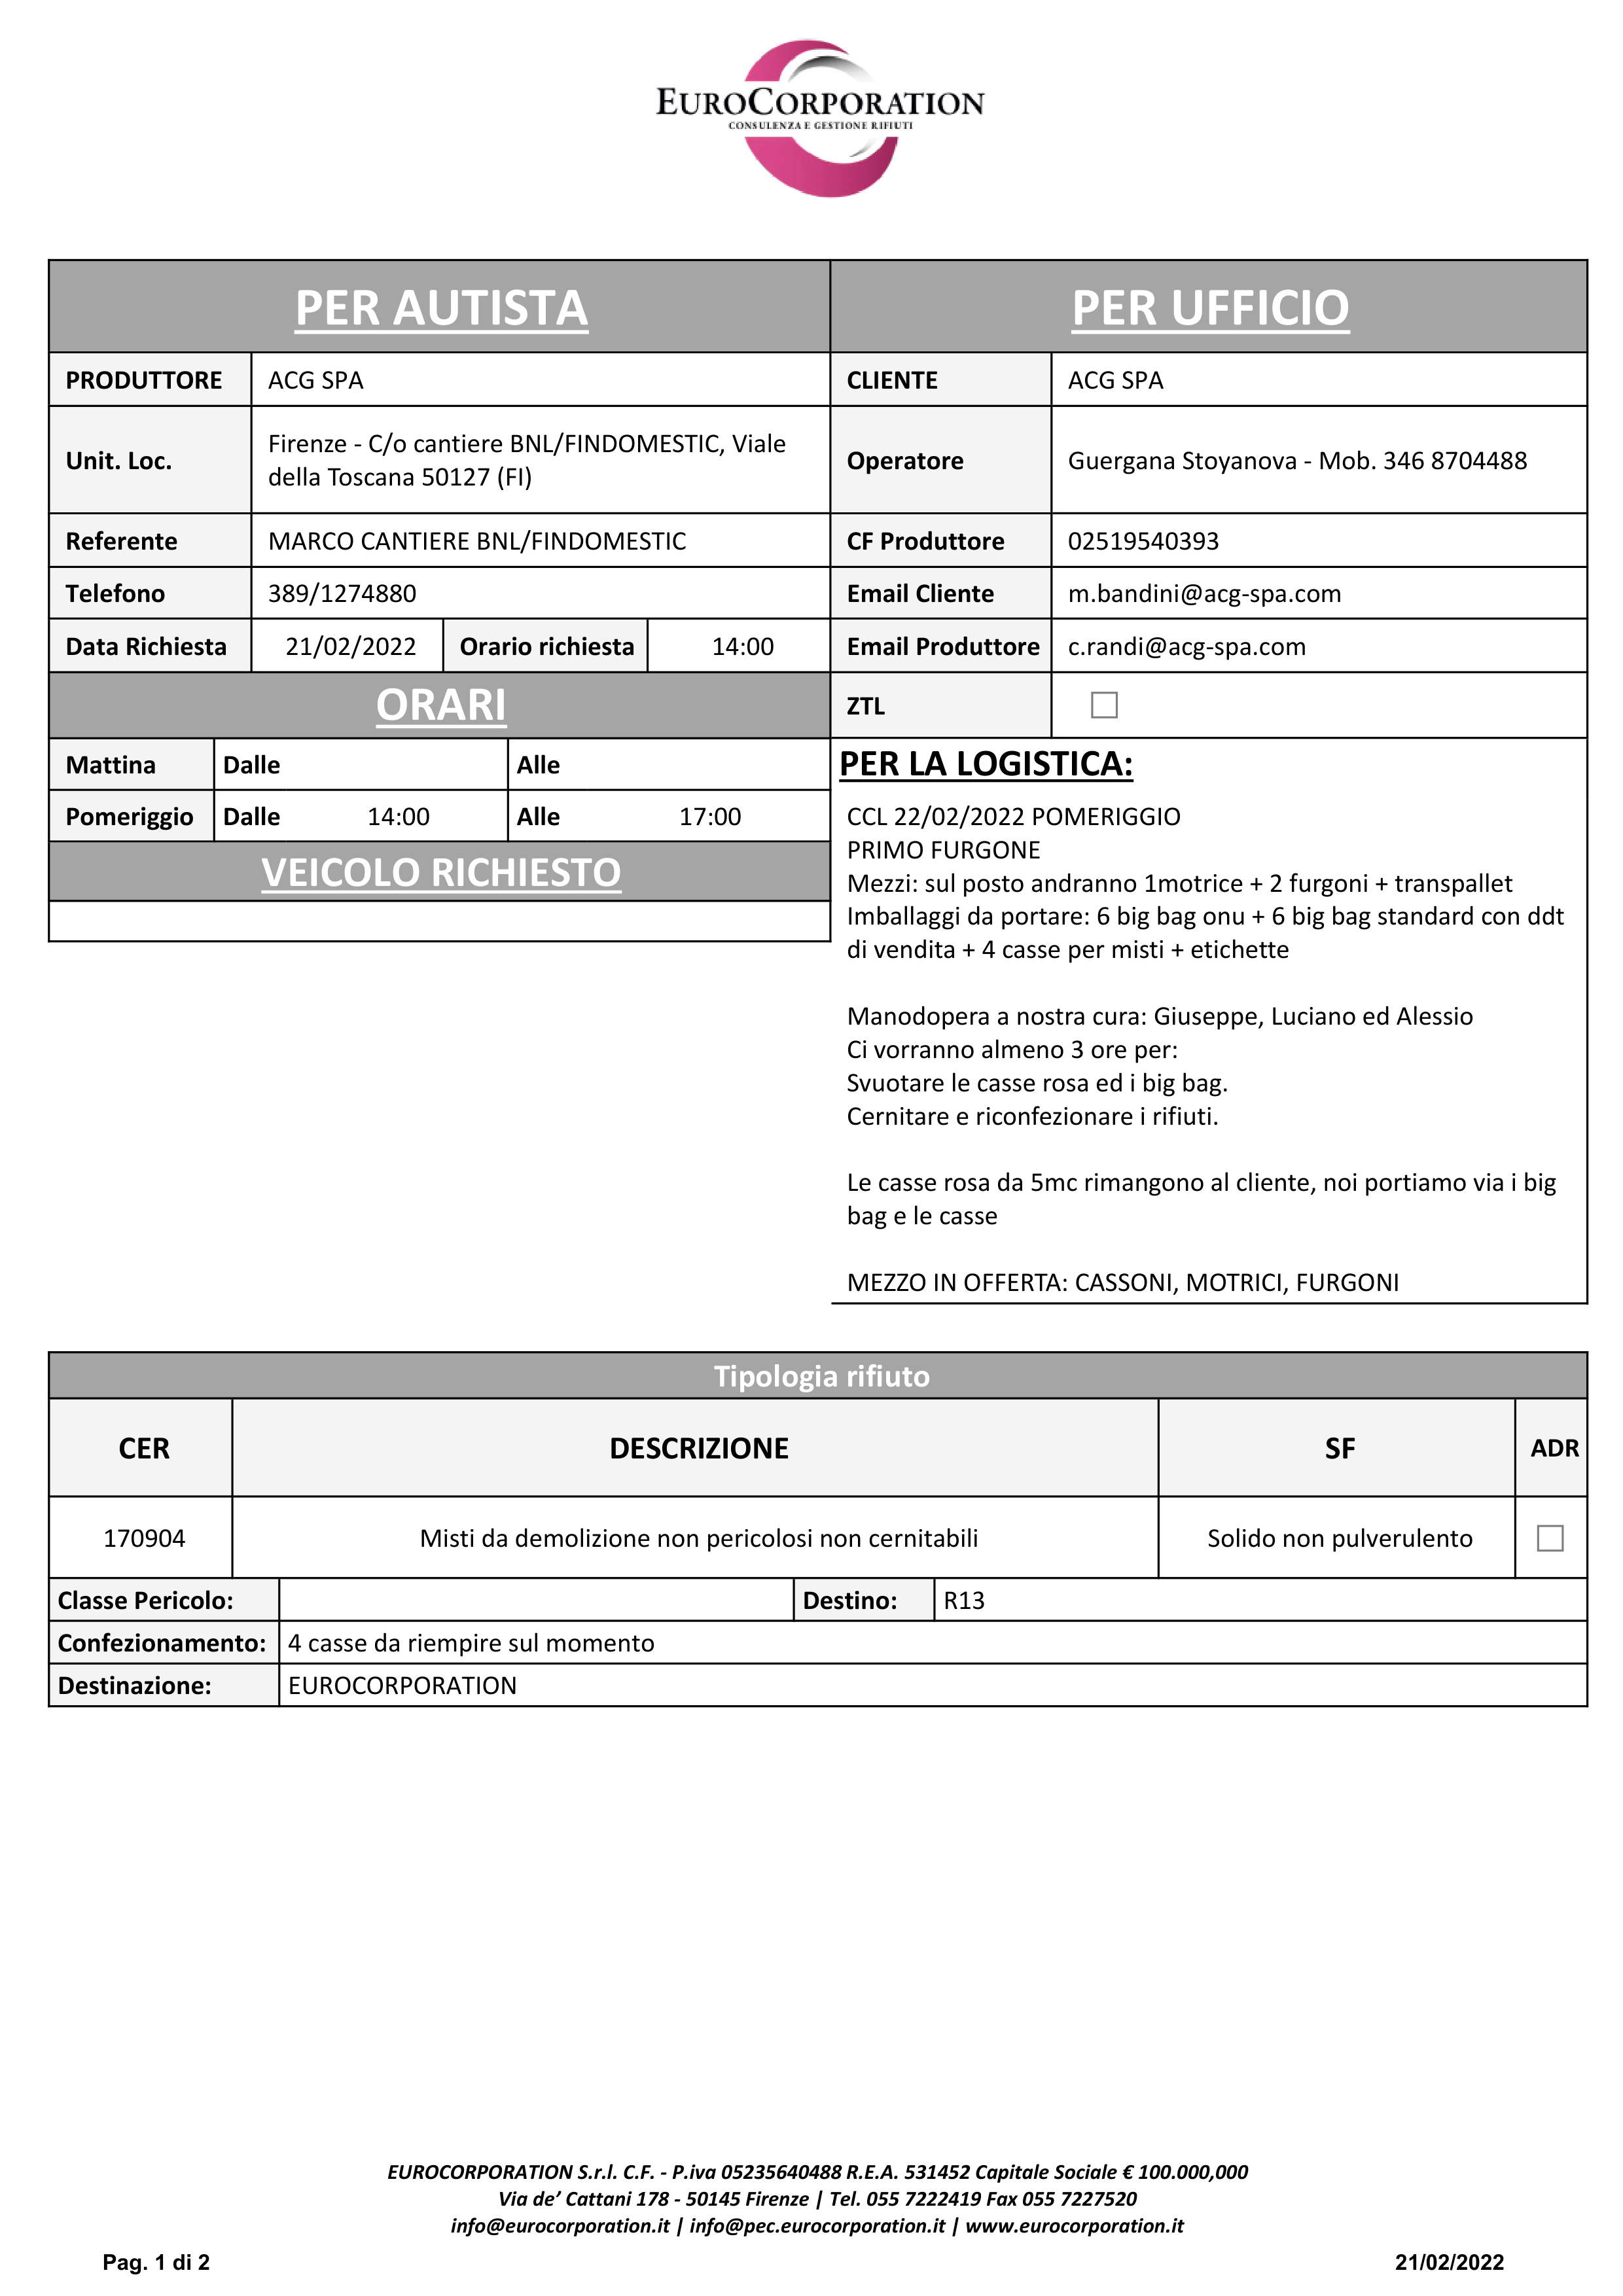 EUROCORPORATION
CONSULENZA E GESTIONE RIFIUTI
PER AUTISTA
PRODUTTORE ACG SPA
Unit. Loc. Firenze - C/o cantiere BNL/FINDOMESTIC, Viale
della Toscana 50127 (FI)
Referente MARCO CANTIERE BNL/FINDOMESTIC
Telefono 389/1274880
Data Richiesta 21/02/2022 Orario richiesta 14:00
ORARI
Mattina Dalle Alle
Pomeriggio Dalle 14:00 Alle 17:00
VEICOLO RICHIESTO
PER UFFICIO
CLIENTE ACG SPA
Operatore Guergana Stoyanova - Mob. 346 8704488
CF Produttore 02519540393
Email Cliente m.bandini@acg-spa.com
Email Produttore c.randi@acg-spa.com
ZTL
PER LA LOGISTICA:
CCL 22/02/2022 POMERIGGIO
PRIMO FURGONE
Mezzi: sul posto andranno 1motrice + 2 furgoni + transpallet
Imballaggi da portare: 6 big bag onu + 6 big bag standard con ddt
di vendita + 4 casse per misti + etichette
Manodopera a nostra cura: Giuseppe, Luciano ed Alessio
Ci vorranno almeno 3 ore per:
Svuotare le casse rosa ed i big bag.
Cernitare e riconfezionare i rifiuti.
Le casse rosa da 5mc rimangono al cliente, noi portiamo via i big
bag e le casse
MEZZO IN OFFERTA: CASSONI, MOTRICI, FURGONI
Tipologia rifiuto
CER DESCRIZIONE SF ADR
170904 Misti da demolizione non pericolosi non cernitabili Solido non pulverulento
Classe Pericolo: Destino: R13
Confezionamento: 4 casse da riempire sul momento
Destinazione: EUROCORPORATION
EUROCORPORATION S.r.l. C.F. - P.iva 05235640488 R.E.A. 531452 Capitale Sociale € 100.000,000
Via de’ Cattani 178 - 50145 Firenze | Tel. 055 7222419 Fax 055 7227520
info@eurocorporation.it | info@pec.eurocorporation.it | www.eurocorporation.it
Pag. 1 di 2 21/02/2022